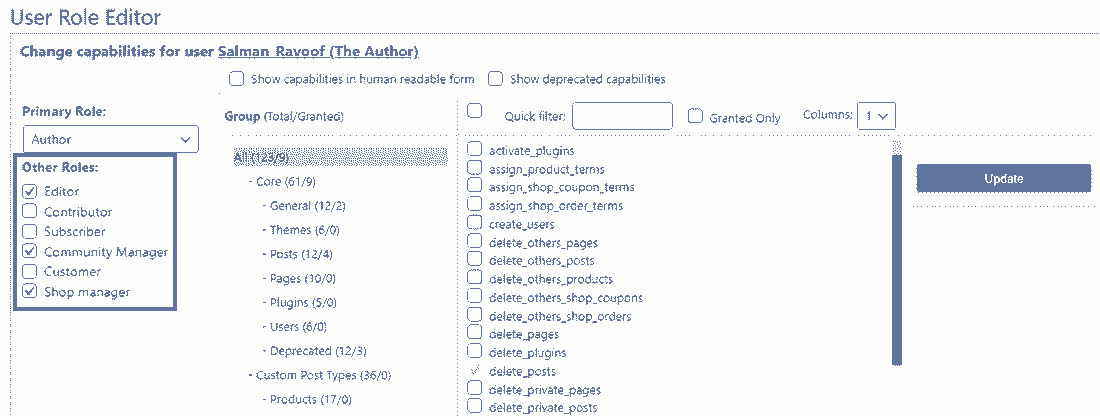 User Role Editor
Change capabilities for user Salman_Ravoof (The Author)
Show capabilities in human readable form
Show deprecated capabilities
Primary Role:
Author
Other Roles:
Editor
Contributor
Subscriber
Community Manager
Customer
Shop manager
Group (Total/Granted)
All (123/9)
- Core (61/9)
- General (12/2)
- Themes (6/0)
- Posts (12/4)
- Pages (10/0)
- Plugins (5/0)
- Users (6/0)
- Deprecated (12/3)
- Custom Post Types (36/0)
- Products (17/0)
Quick filter:
Granted Only
Columns: 1
activate_plugins
assign_product_terms
assign_shop_coupon_terms
assign_shop_order_terms
create_users
delete_others_pages
delete_others_posts
delete_others_products
delete_others_shop_coupons
delete_others_shop_orders
delete_pages
delete_plugins
delete_posts
delete_private_pages
delete_private_posts
Update